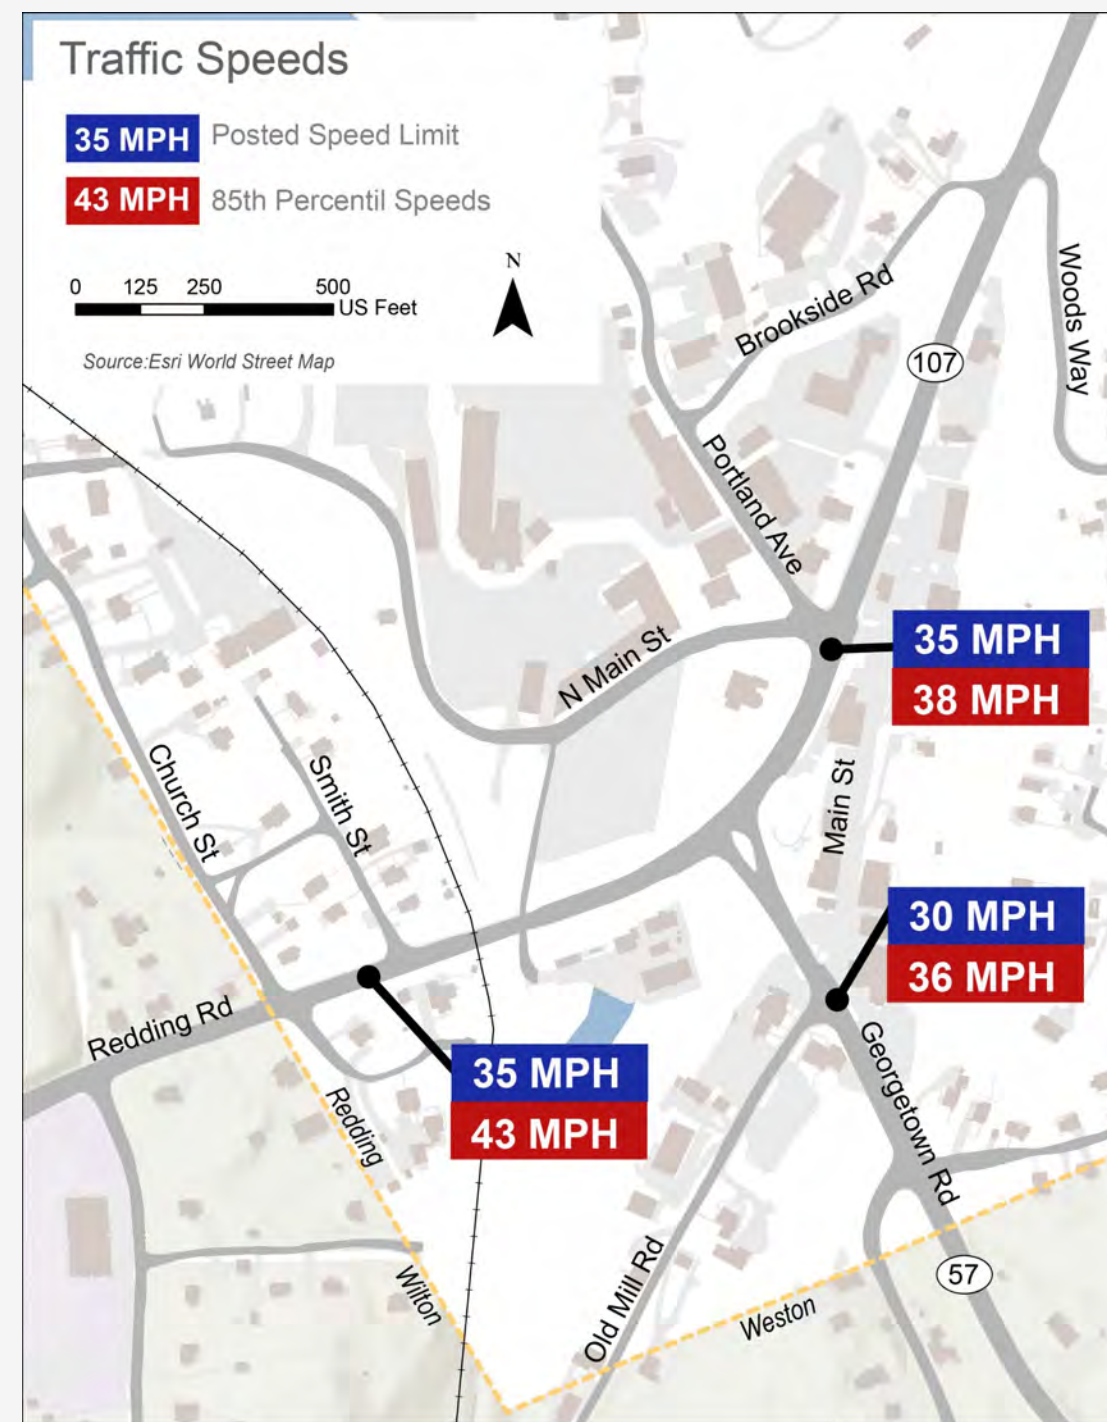 Traffic Speeds
35 MPH Posted Speed Limit
43 MPH 85th Percentil Speeds
0 125 250 500
US Feet
N
Source:Esri World Street Map
Brookside Rd
Woods Way
107
Portland Ave
N Main St
35 MPH
38 MPH
Church St
Smith St
Main St
30 MPH
36 MPH
Redding Rd
35 MPH
43 MPH
Georgetown Rd
Redding
Wilton
Old Mill Rd
Weston
57